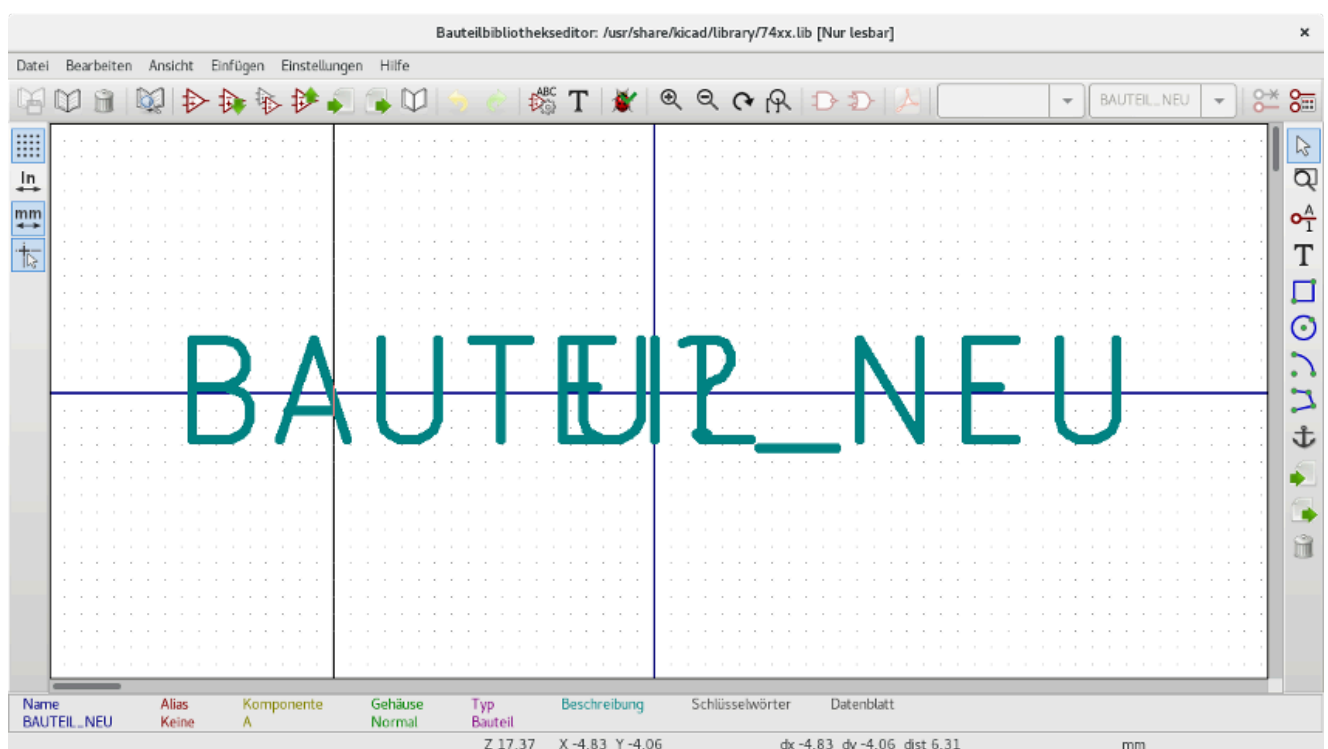 Bauteilbibliothekseditor: /usr/share/kicad/library/74xx.lib [Nur lesbar]
Datei Bearbeiten Ansicht Einfügen Einstellungen Hilfe
ABC T BAUTEIL_NEU
In
mm
A
1
T
BAUTEIL_NEU
U?
Name Alias Komponente Gehäuse Typ Beschreibung Schlüsselwörter Datenblatt
BAUTEIL_NEU Keine A Normal Bauteil
Z 17.37 X -4.83 Y -4.06 dx -4.83 dy -4.06 dist 6.31 mm